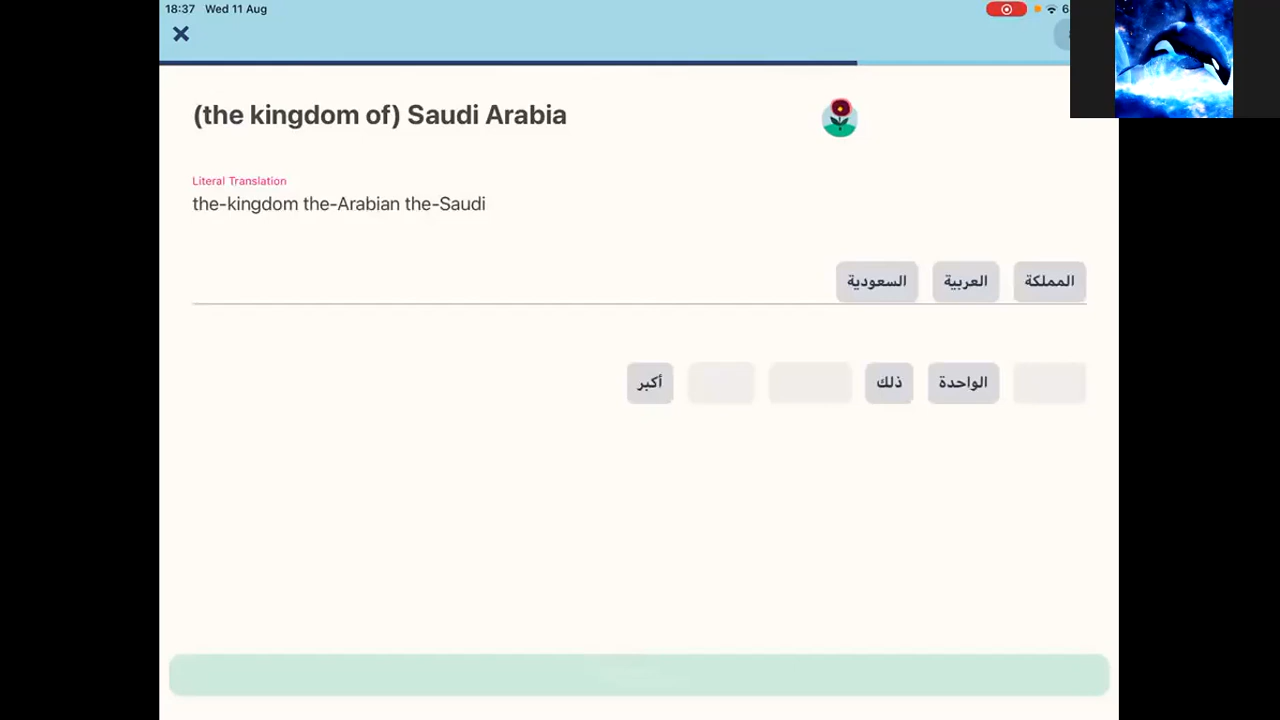 18:37 Wed 11 Aug
(the kingdom of) Saudi Arabia
Literal Translation
the-kingdom the-Arabian the-Saudi
المملكة العربية السعودية
الواحدة ذلك أكبر